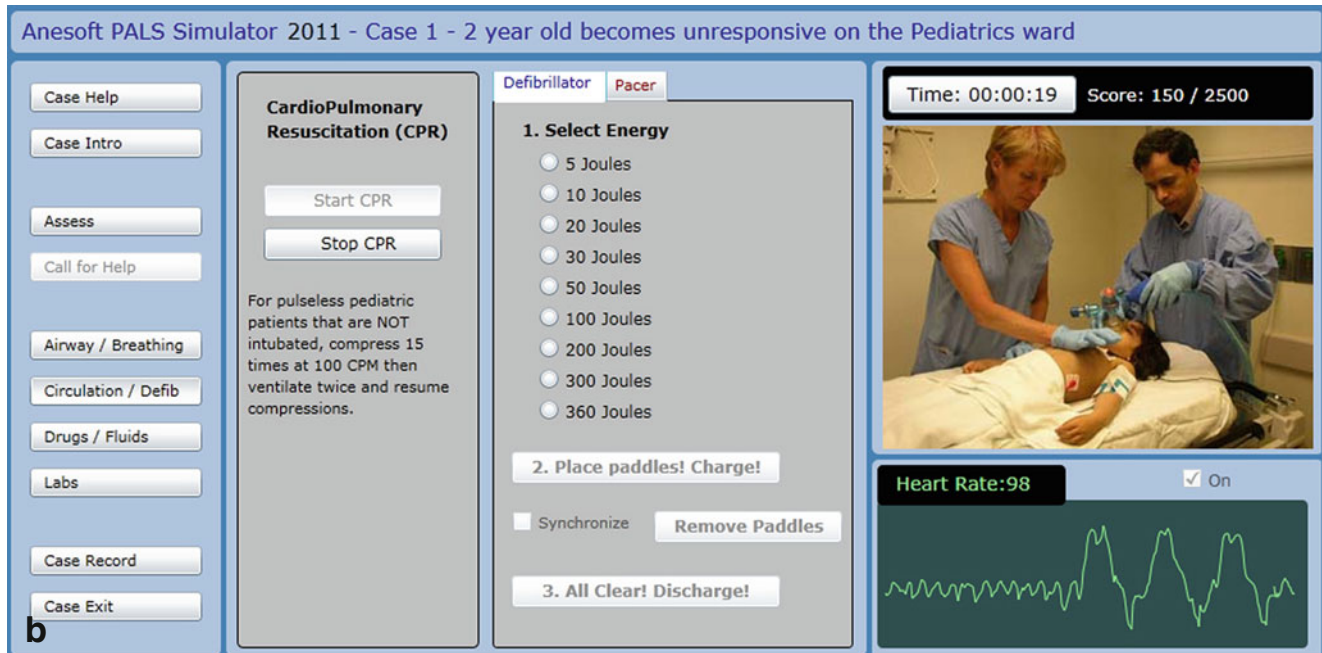 Anesoft PALS Simulator 2011 - Case 1 - 2 year old becomes unresponsive on the Pediatrics ward
Case Help
Case Intro
Assess
Call for Help
Airway / Breathing
Circulation / Defib
Drugs / Fluids
Labs
Case Record
Case Exit
b
CardioPulmonary
Resuscitation (CPR)
Start CPR
Stop CPR
For pulseless pediatric
patients that are NOT
intubated, compress 15
times at 100 CPM then
ventilate twice and resume
compressions.
Defibrillator
Pacer
1. Select Energy
5 Joules
10 Joules
20 Joules
30 Joules
50 Joules
100 Joules
200 Joules
300 Joules
360 Joules
2. Place paddles! Charge!
Synchronize
Remove Paddles
3. All Clear! Discharge!
Time: 00:00:19
Score: 150 / 2500
Heart Rate:98
On